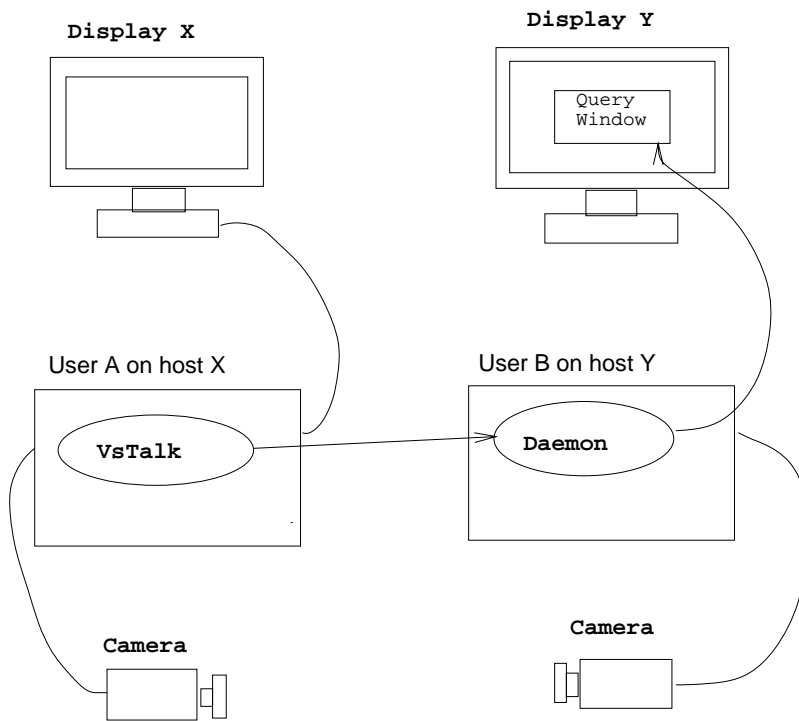 Display X
Display Y
Query
Window
User A on host X
User B on host Y
VsTalk
Daemon
Camera
Camera